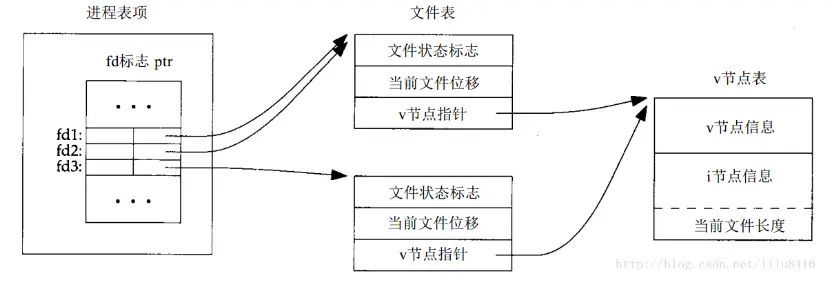 进程表项
fd标志 ptr
• • •
fd1:
fd2:
fd3:
• • •
文件表
文件状态标志
当前文件位移
v节点指针
文件状态标志
当前文件位移
v节点指针
v节点表
v节点信息
i节点信息
当前文件长度
http://blog.csdn.net/lilu8416